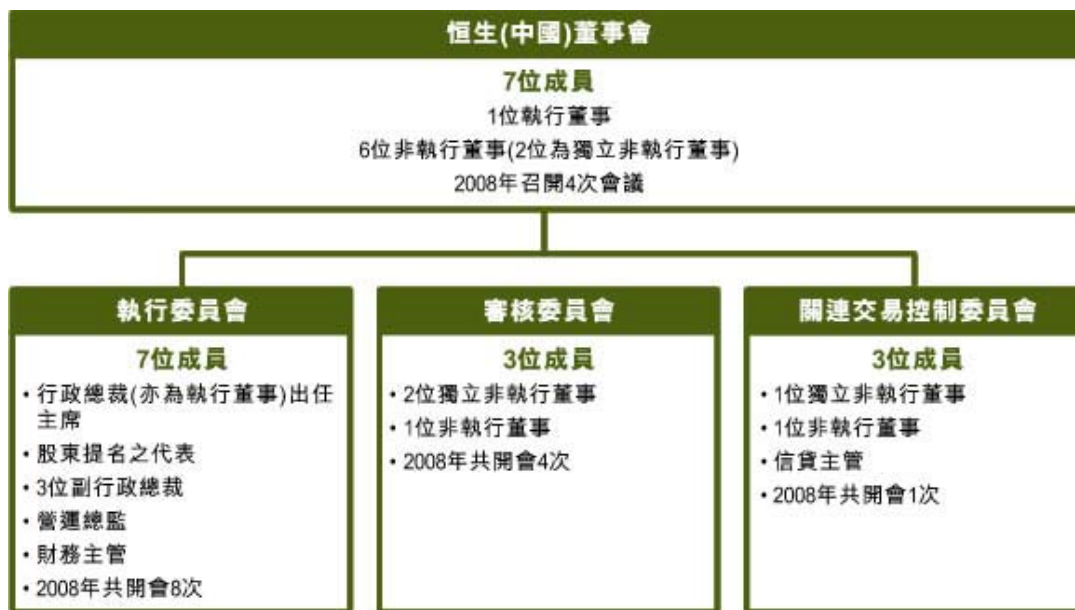 恒生(中國)董事會
7位成員
1位執行董事
6位非執行董事(2位為獨立非執行董事)
2008年召開4次會議
執行委員會
7位成員
• 行政總裁(亦為執行董事)出任
主席
• 股東提名之代表
• 3位副行政總裁
• 營運總監
• 財務主管
• 2008年共開會8次
審核委員會
3位成員
• 2位獨立非執行董事
• 1位非執行董事
• 2008年共開會4次
關連交易控制委員會
3位成員
• 1位獨立非執行董事
• 1位非執行董事
• 信貸主管
• 2008年共開會1次